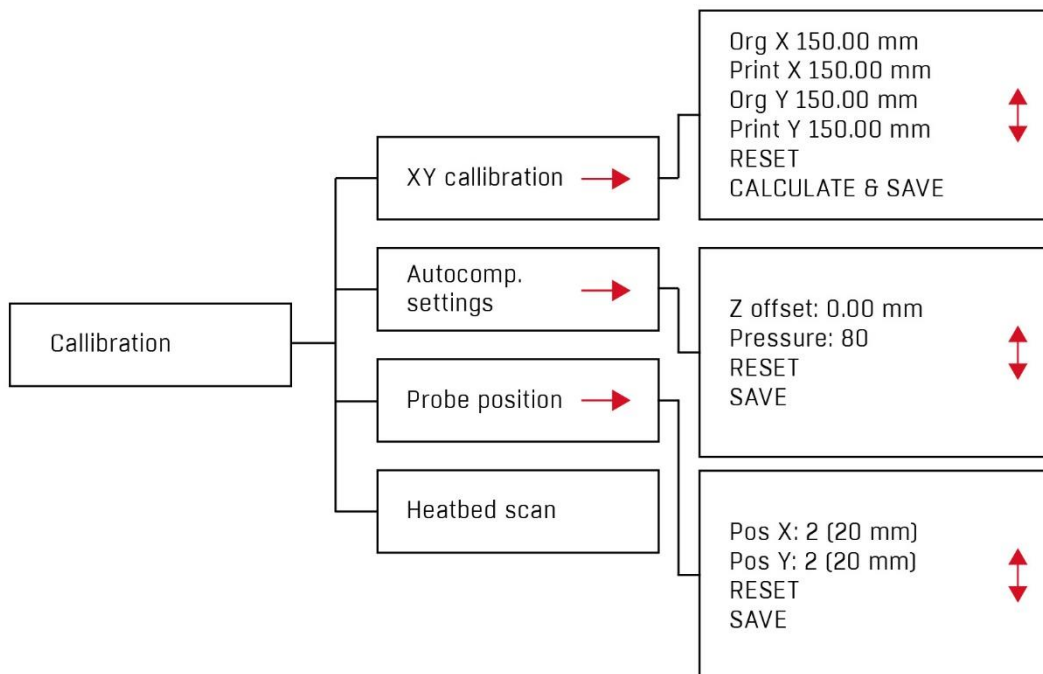 Callibration
XY callibration
Autocomp.
settings
Probe position
Heatbed scan
Org X 150.00 mm
Print X 150.00 mm
Org Y 150.00 mm
Print Y 150.00 mm
RESET
CALCULATE & SAVE
Z offset: 0.00 mm
Pressure: 80
RESET
SAVE
Pos X: 2 (20 mm)
Pos Y: 2 (20 mm)
RESET
SAVE